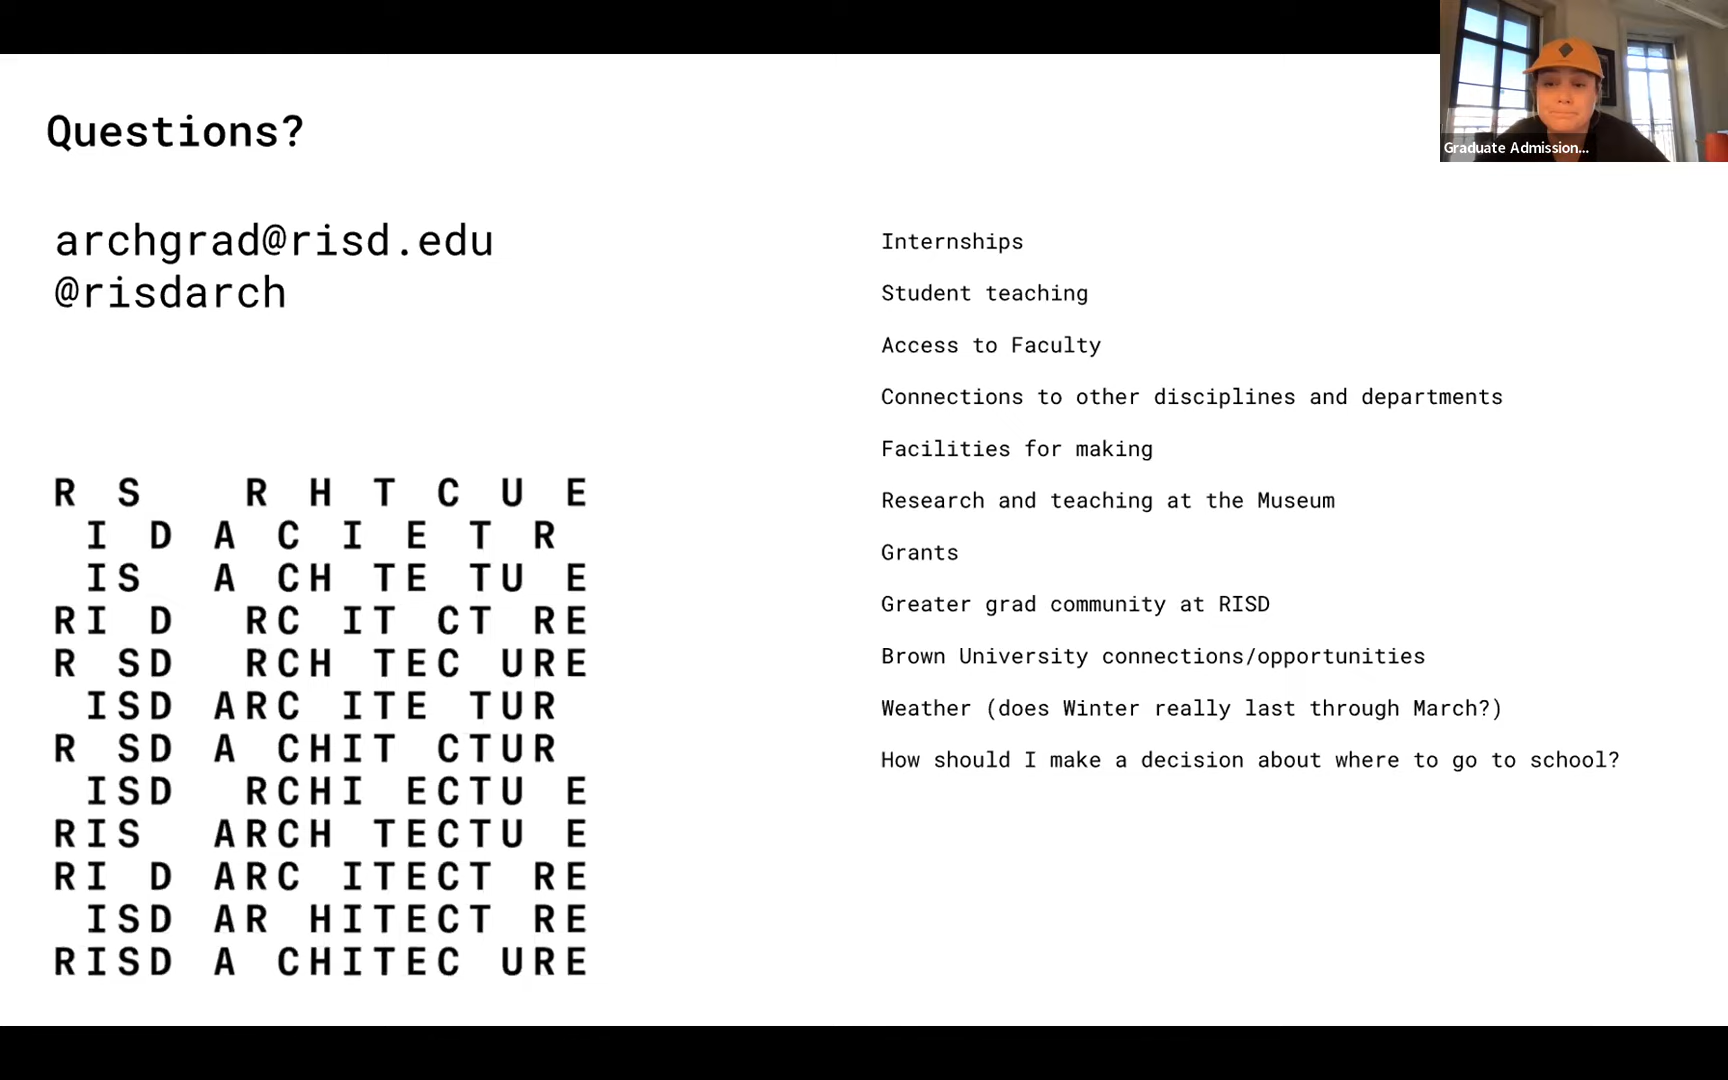 Questions?
archgrad@risd.edu
@risdarch
R S R H T C U E
I D A C I E T R
IS A CH TE TU E
RI D RC IT CT RE
R SD RCH TEC URE
ISD ARC ITE TUR
R SD A CHIT CTUR
ISD RCHI ECTU E
RIS ARCH TECTU E
RI D ARC ITECT RE
ISD AR HITECT RE
RISD A CHITEC URE
Internships
Student teaching
Access to Faculty
Connections to other disciplines and departments
Facilities for making
Research and teaching at the Museum
Grants
Greater grad community at RISD
Brown University connections/opportunities
Weather (does Winter really last through March?)
How should I make a decision about where to go to school?
Graduate Admission...